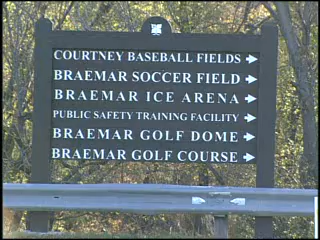 COURTNEY BASEBALL FIELDS
BRAEMAR SOCCER FIELD
BRAEMAR ICE ARENA
PUBLIC SAFETY TRAINING FACILITY
BRAEMAR GOLF DOME
BRAEMAR GOLF COURSE